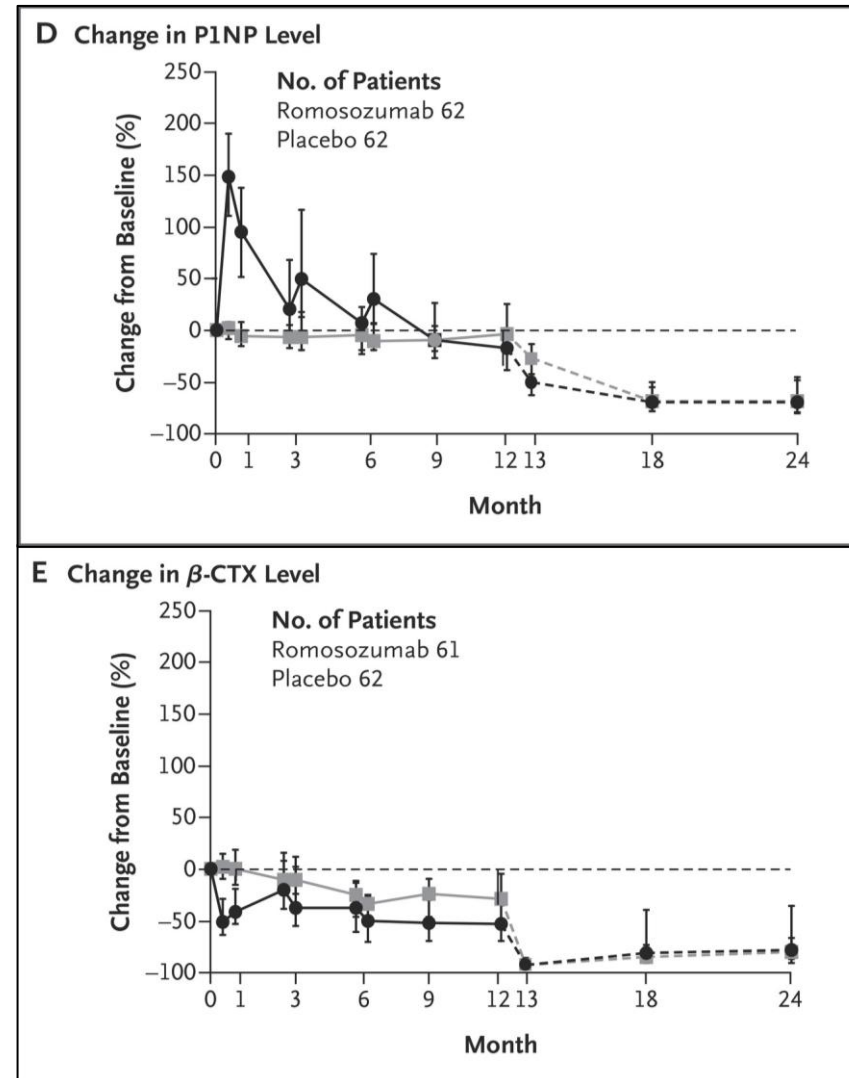 D Change in P1NP Level
No. of Patients
Romosozumab 62
Placebo 62
Change from Baseline (%)
250
200
150
100
50
0
−50
−100
0 1 3 6 9 12 13 18 24
Month
E Change in β-CTX Level
No. of Patients
Romosozumab 61
Placebo 62
Change from Baseline (%)
250
200
150
100
50
0
−50
−100
0 1 3 6 9 12 13 18 24
Month